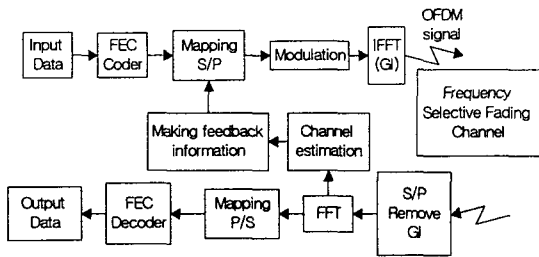 Input
Data
FEC
Coder
Mapping
S/P
Modulation
IFFT
(GI)
OFDM
signal
Frequency
Selective Fading
Channel
Making feedback
information
Channel
estimation
Output
Data
FEC
Decoder
Mapping
P/S
FFT
S/P
Remove
GI